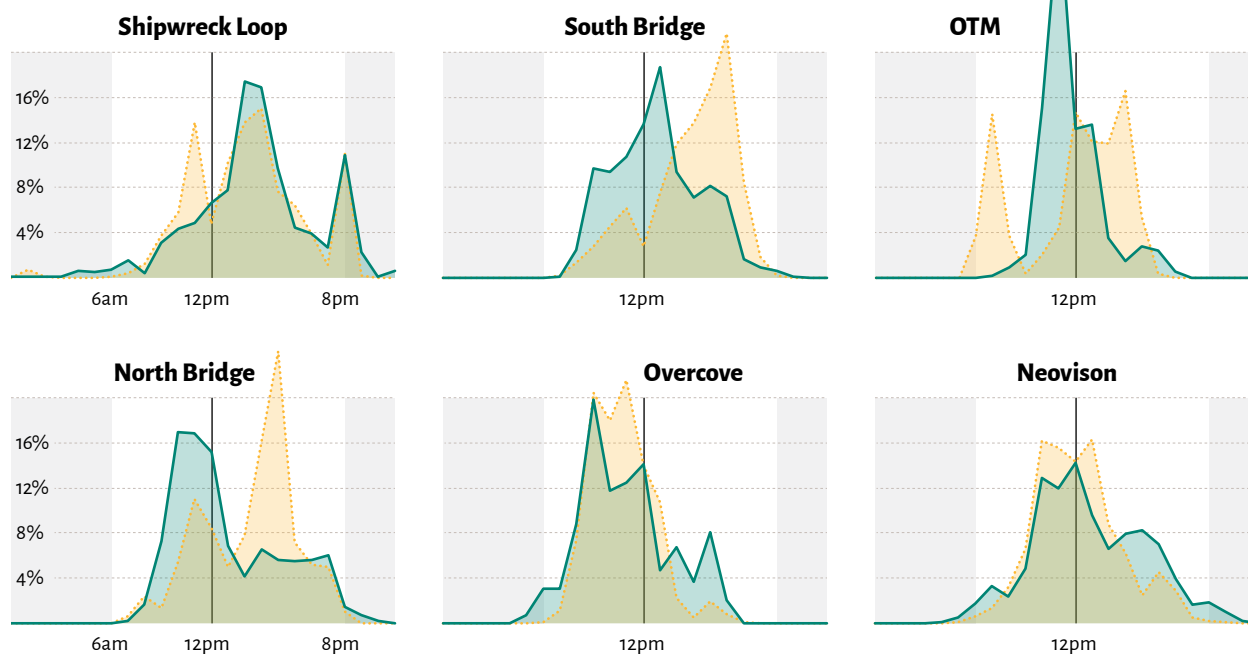 Shipwreck Loop
South Bridge
OTM
16%
12%
8%
4%
6am 12pm 8pm
12pm
12pm
North Bridge
Overcove
Neovison
16%
12%
8%
4%
6am 12pm 8pm
12pm
12pm